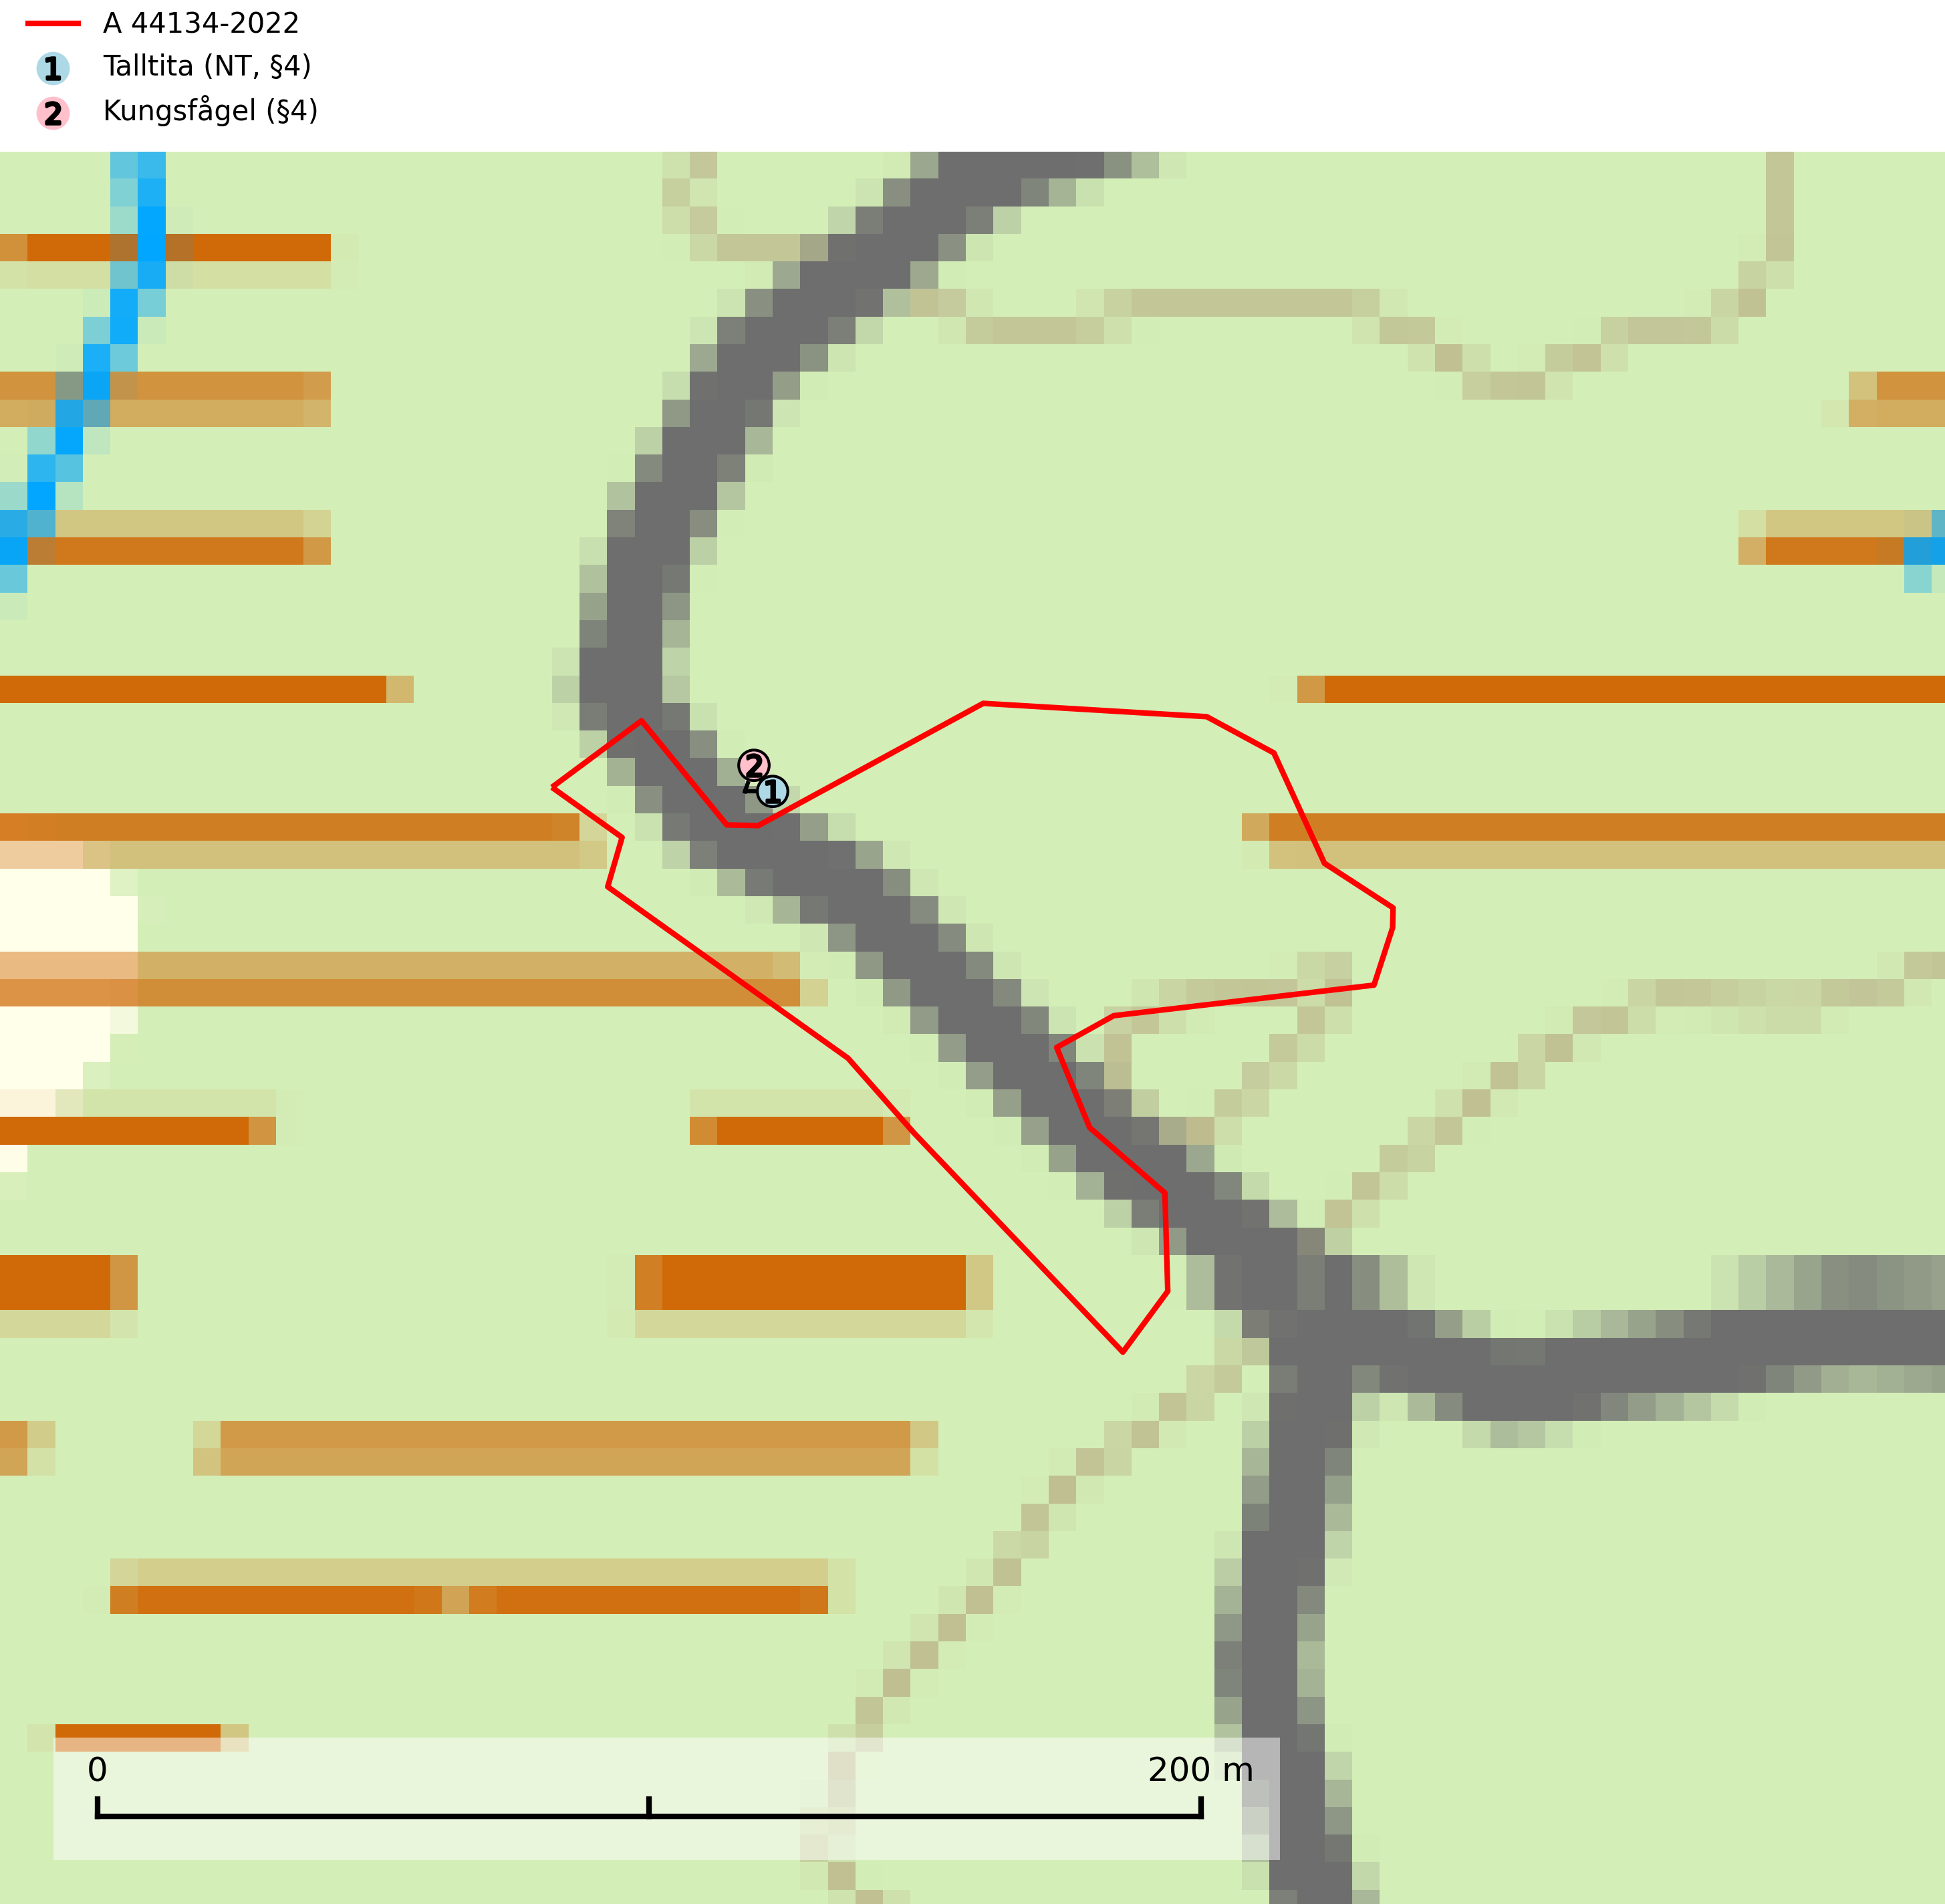 A 44134-2022
1 Talltita (NT, §4)
2 Kungsfågel (§4)
2
1
0 200 m